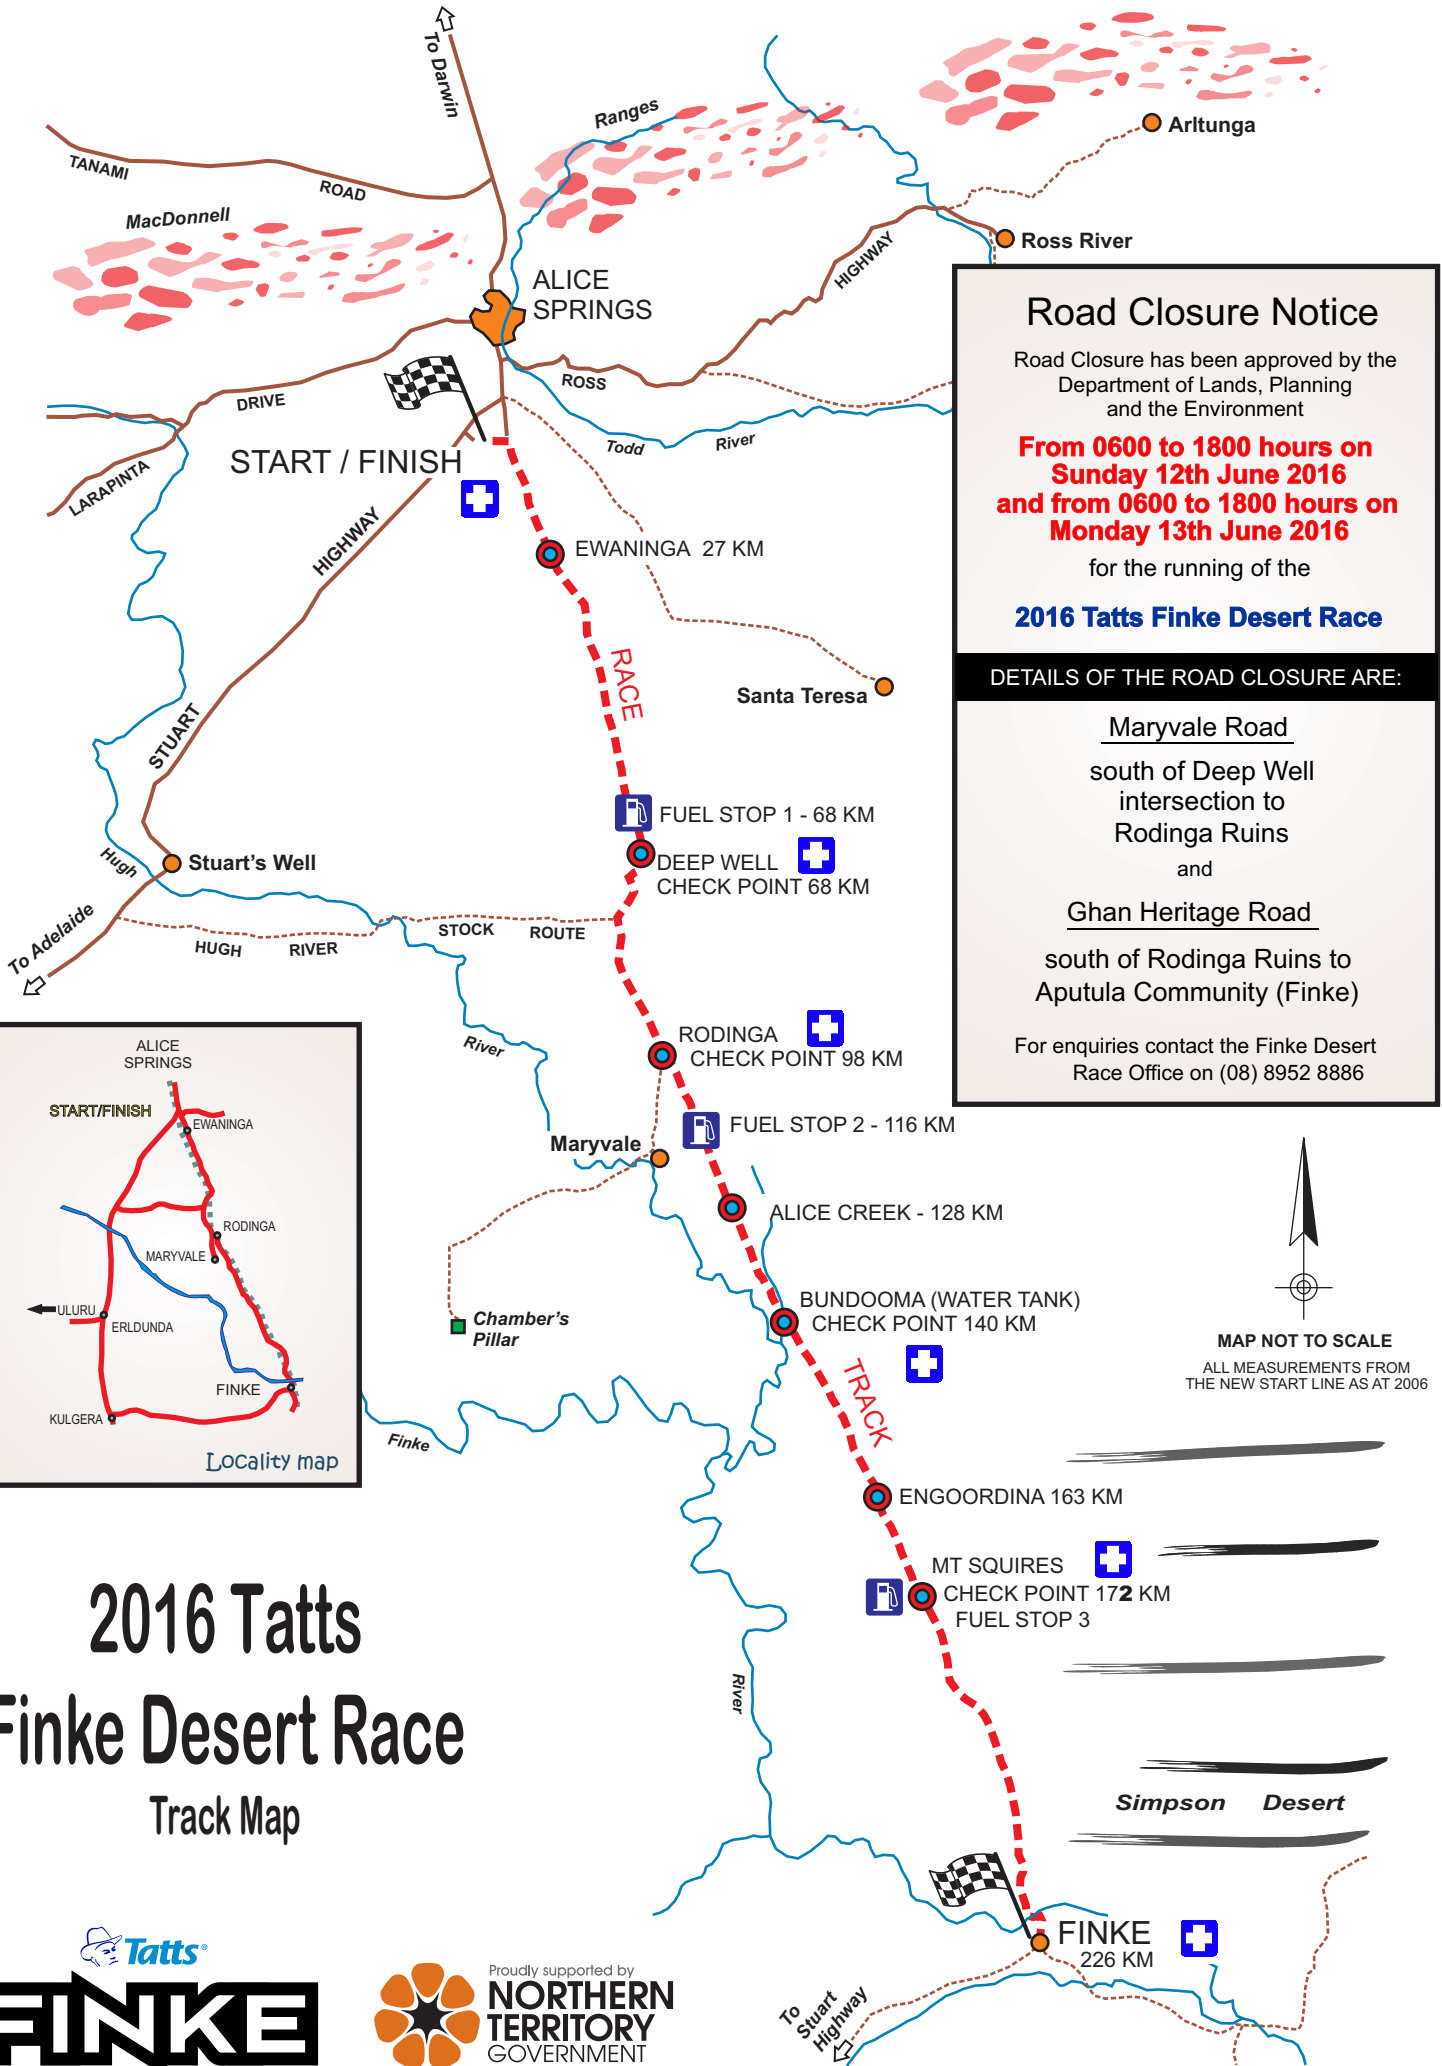 To Darwin
Ranges
Arltunga
TANAMI
ROAD
MacDonnell
Ross River
HIGHWAY
ALICE
SPRINGS
ROSS
DRIVE
LARAPINTA
START / FINISH
Todd
River
HIGHWAY
STUART
EWANINGA 27 KM
RACE
Santa Teresa
FUEL STOP 1 - 68 KM
DEEP WELL
CHECK POINT 68 KM
Hugh
Stuart's Well
To Adelaide
HUGH
RIVER
STOCK
ROUTE
River
RODINGA
CHECK POINT 98 KM
FUEL STOP 2 - 116 KM
Maryvale
ALICE CREEK - 128 KM
Chamber's
Pillar
BUNDOOMA (WATER TANK)
CHECK POINT 140 KM
TRACK
Finke
ENGOORDINA 163 KM
MT SQUIRES
CHECK POINT 172 KM
FUEL STOP 3
River
Simpson Desert
FINKE
226 KM
To
Stuart
Highway
Road Closure Notice
Road Closure has been approved by the
Department of Lands, Planning
and the Environment
From 0600 to 1800 hours on
Sunday 12th June 2016
and from 0600 to 1800 hours on
Monday 13th June 2016
for the running of the
2016 Tatts Finke Desert Race
DETAILS OF THE ROAD CLOSURE ARE:
Maryvale Road
south of Deep Well
intersection to
Rodinga Ruins
and
Ghan Heritage Road
south of Rodinga Ruins to
Aputula Community (Finke)
For enquiries contact the Finke Desert
Race Office on (08) 8952 8886
MAP NOT TO SCALE
ALL MEASUREMENTS FROM
THE NEW START LINE AS AT 2006
ALICE
SPRINGS
START/FINISH
EWANINGA
RODINGA
MARYVALE
ULURU
ERLDUNDA
FINKE
KULGERA
Locality map
2016 Tatts
Finke Desert Race
Track Map
Tatts
FINKE
Proudly supported by
NORTHERN
TERRITORY
GOVERNMENT